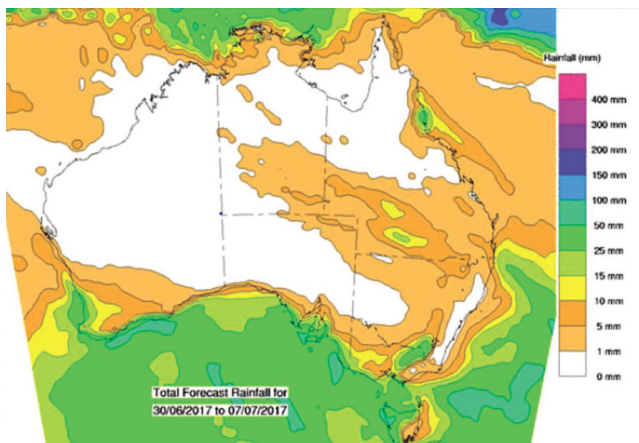 Rainfall (mm)
400 mm
300 mm
200 mm
150 mm
100 mm
50 mm
25 mm
15 mm
10 mm
5 mm
1 mm
0 mm
Total Forecast Rainfall for
30/06/2017 to 07/07/2017